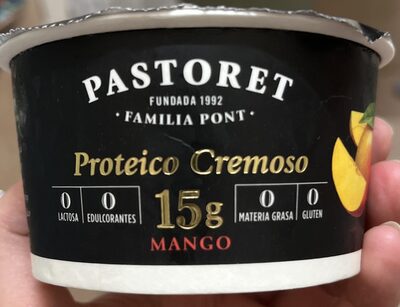 PASTORET
FUNDADA 1992
· FAMILIA PONT ·
Proteico Cremoso
0 LACTOSA 0 EDULCORANTES 15g 0 MATERIA GRASA 0 GLUTEN
MANGO